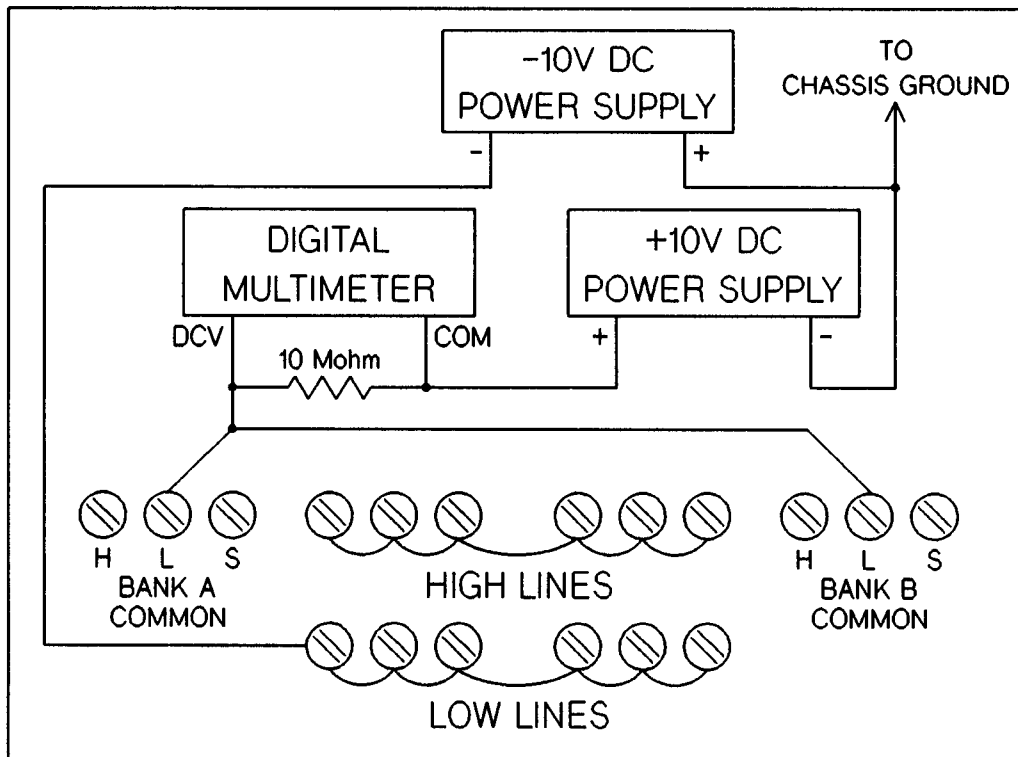 -10V DC
POWER SUPPLY
- +
TO
CHASSIS GROUND
DIGITAL
MULTIMETER
DCV COM
+10V DC
POWER SUPPLY
+ -
10 Mohm
H L S
BANK A
COMMON
HIGH LINES
H L S
BANK B
COMMON
LOW LINES